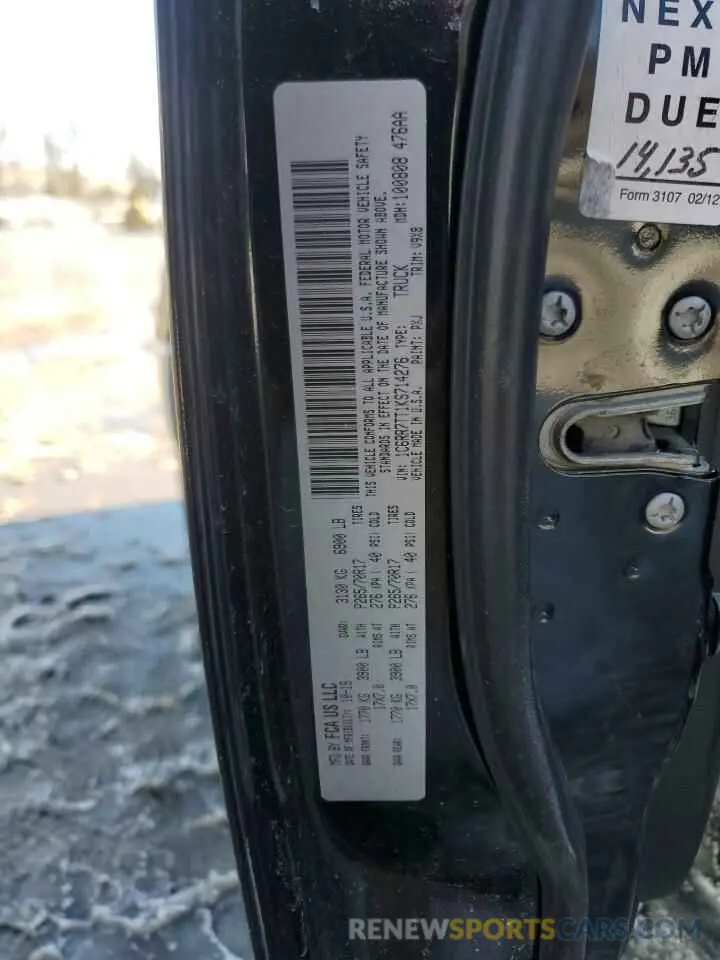 MFD BY FCA US LLC
DATE OF MFR: 10-19 GVWR: 3130 KG 6900 LB
GAWR FRONT: 1770 KG 3900 LB WITH P265/70R17 TIRES
17X7.0 RIMS AT 276 KPA( 40 PSI) COLD
GAWR REAR: 1770 KG 3900 LB WITH P265/70R17 TIRES
17X7.0 RIMS AT 276 KPA( 40 PSI) COLD
THIS VEHICLE CONFORMS TO ALL APPLICABLE U.S.A. FEDERAL MOTOR VEHICLE SAFETY
STANDARDS IN EFFECT ON THE DATE OF MANUFACTURE SHOWN ABOVE.
VIN: 1C6RR7TT1KS714276 TYPE: TRUCK MDH:100808 476AA
VEHICLE MADE IN U.S.A. PAINT: PXJ TRIM: V9X8
NEX
PM
DUE
14,135
Form 3107 02/12
RENEWSPORTSCARS.COM